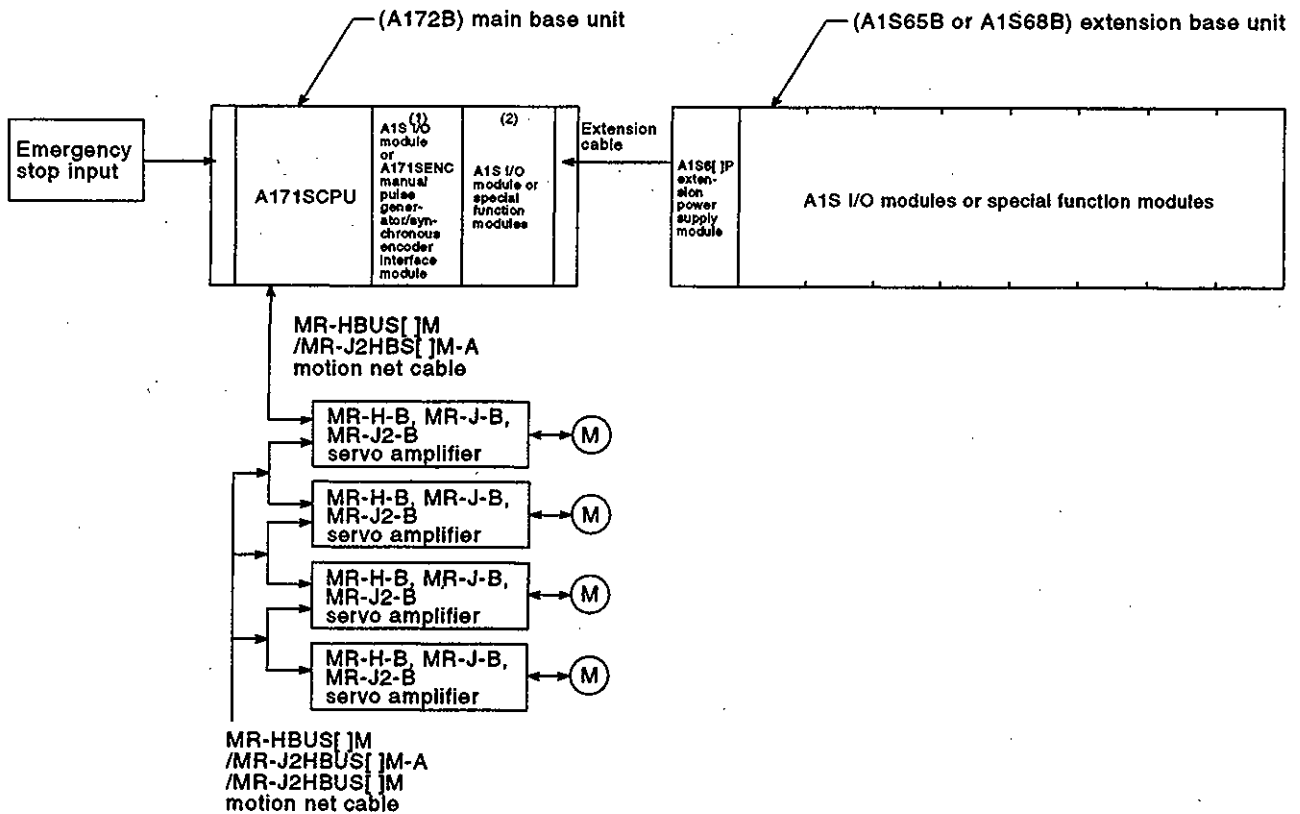 (A172B) main base unit
(A1S65B or A1S68B) extension base unit
Emergency
stop input
A171SCPU
(1)
A1S I/O
module
or
A171SENC
manual
pulse
gener-
ator/syn-
chronous
encoder
interface
module
(2)
A1S I/O
module or
special
function
modules
Extension
cable
A1S6[ ]P
exten-
sion
power
supply
module
A1S I/O modules or special function modules
MR-HBUS[ ]M
/MR-J2HBS[ ]M-A
motion net cable
MR-H-B, MR-J-B,
MR-J2-B
servo amplifier
M
MR-H-B, MR-J-B,
MR-J2-B
servo amplifier
M
MR-H-B, MR-J-B,
MR-J2-B
servo amplifier
M
MR-H-B, MR-J-B,
MR-J2-B
servo amplifier
M
MR-HBUS[ ]M
/MR-J2HBUS[ ]M-A
/MR-J2HBUS[ ]M
motion net cable